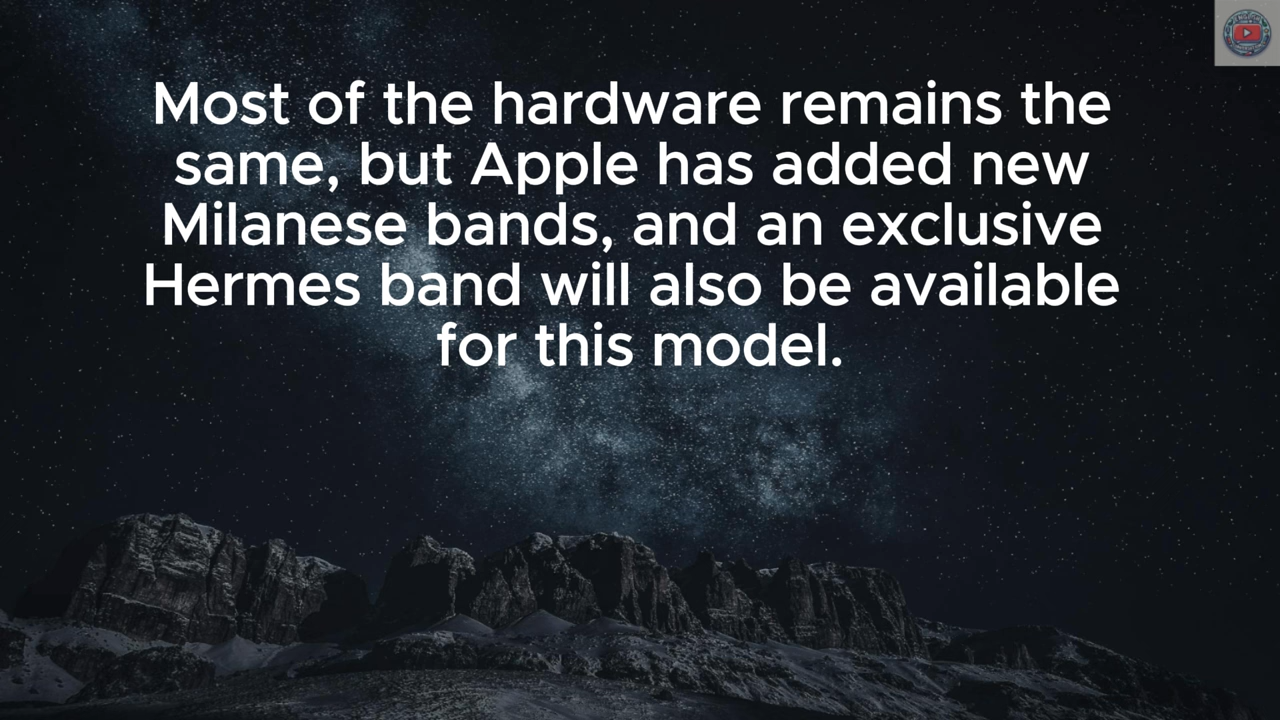 Most of the hardware remains the
same, but Apple has added new
Milanese bands, and an exclusive
Hermes band will also be available
for this model.